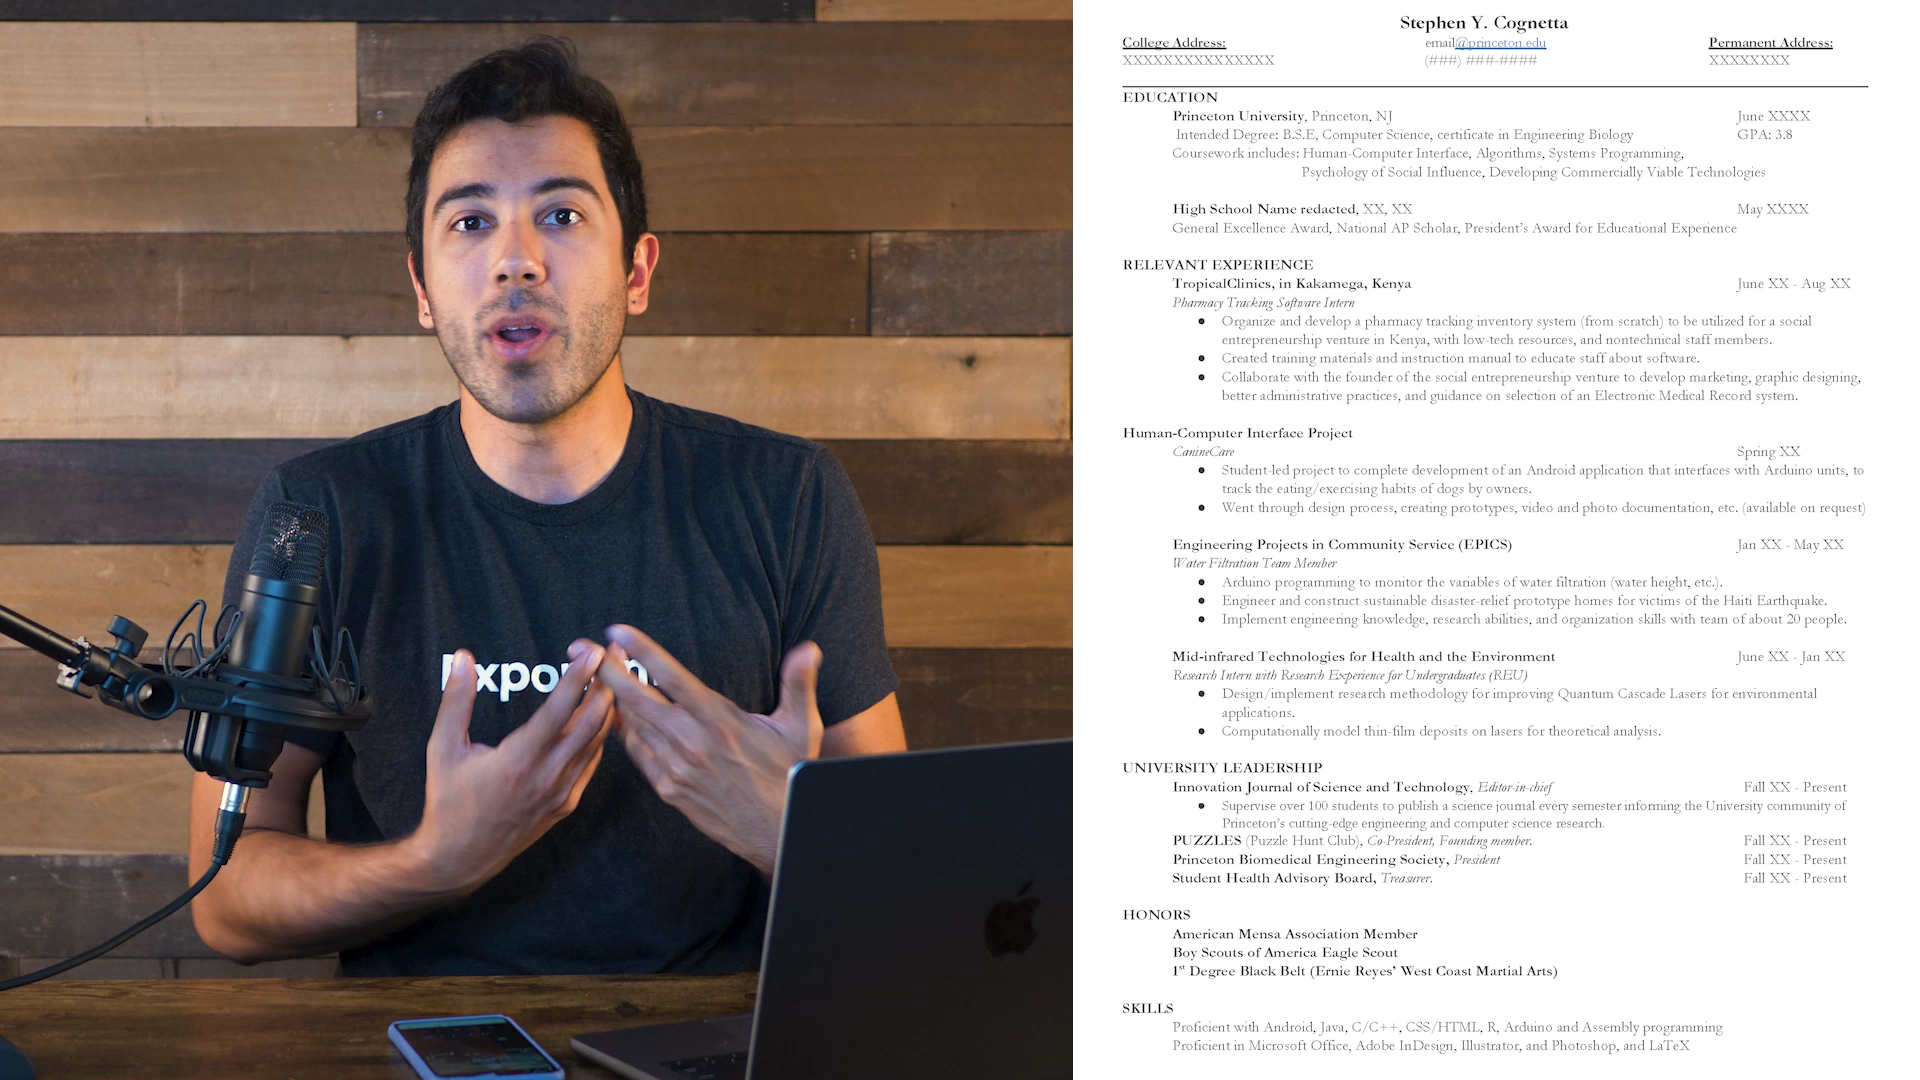 Expon
Stephen Y. Cognetta
College Address: email@princeton.edu Permanent Address:
XXXXXXXXXXXXXXX (###) ###-#### XXXXXXXX
EDUCATION
Princeton University, Princeton, NJ June XXXX
Intended Degree: B.S.E, Computer Science, certificate in Engineering Biology GPA: 3.8
Coursework includes: Human-Computer Interface, Algorithms, Systems Programming,
Psychology of Social Influence, Developing Commercially Viable Technologies
High School Name redacted, XX, XX May XXXX
General Excellence Award, National AP Scholar, President's Award for Educational Experience
RELEVANT EXPERIENCE
TropicalClinics, in Kakamega, Kenya June XX - Aug XX
Pharmacy Tracking Software Intern
● Organize and develop a pharmacy tracking inventory system (from scratch) to be utilized for a social
entrepreneurship venture in Kenya, with low-tech resources, and nontechnical staff members.
● Created training materials and instruction manual to educate staff about software.
● Collaborate with the founder of the social entrepreneurship venture to develop marketing, graphic designing,
better administrative practices, and guidance on selection of an Electronic Medical Record system.
Human-Computer Interface Project
CanineCare Spring XX
● Student-led project to complete development of an Android application that interfaces with Arduino units, to
track the eating/exercising habits of dogs by owners.
● Went through design process, creating prototypes, video and photo documentation, etc. (available on request)
Engineering Projects in Community Service (EPICS) Jan XX - May XX
Water Filtration Team Member
● Arduino programming to monitor the variables of water filtration (water height, etc.).
● Engineer and construct sustainable disaster-relief prototype homes for victims of the Haiti Earthquake.
● Implement engineering knowledge, research abilities, and organization skills with team of about 20 people.
Mid-infrared Technologies for Health and the Environment June XX - Jan XX
Research Intern with Research Experience for Undergraduates (REU)
● Design/implement research methodology for improving Quantum Cascade Lasers for environmental
applications.
● Computationally model thin-film deposits on lasers for theoretical analysis.
UNIVERSITY LEADERSHIP
Innovation Journal of Science and Technology, Editor-in-chief Fall XX - Present
● Supervise over 100 students to publish a science journal every semester informing the University community of
Princeton's cutting-edge engineering and computer science research.
PUZZLES (Puzzle Hunt Club), Co-President, Founding member. Fall XX - Present
Princeton Biomedical Engineering Society, President Fall XX - Present
Student Health Advisory Board, Treasurer. Fall XX - Present
HONORS
American Mensa Association Member
Boy Scouts of America Eagle Scout
1st Degree Black Belt (Ernie Reyes' West Coast Martial Arts)
SKILLS
Proficient with Android, Java, C/C++, CSS/HTML, R, Arduino and Assembly programming
Proficient in Microsoft Office, Adobe InDesign, Illustrator, and Photoshop, and LaTeX